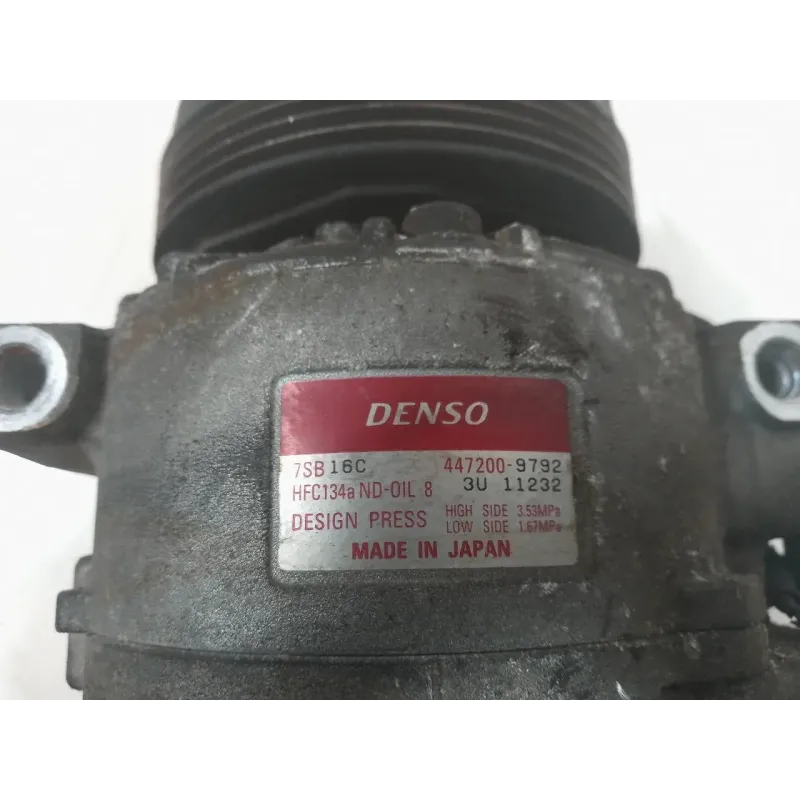 DENSO
7SB16C 447200-9792
HFC134a ND-OIL 8 3U 11232
DESIGN PRESS HIGH SIDE 3.53MPa
LOW SIDE 1.67MPa
MADE IN JAPAN